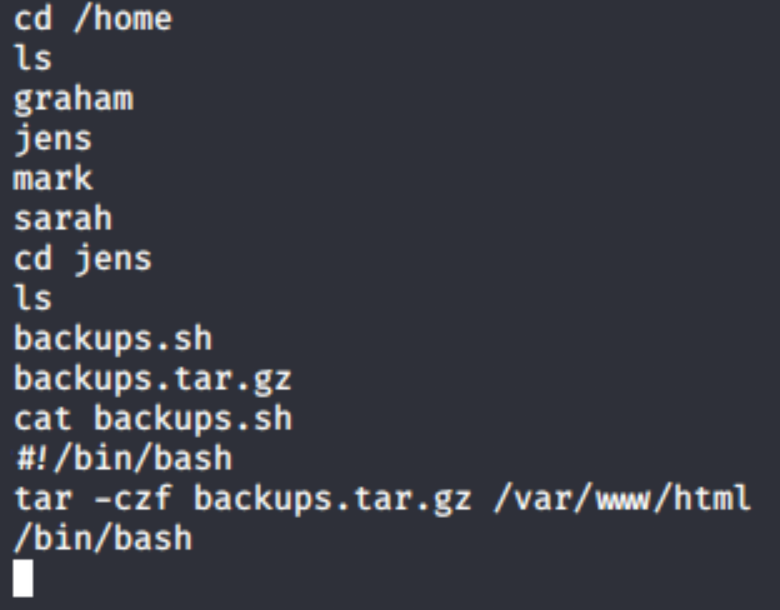 cd /home
ls
graham
jens
mark
sarah
cd jens
ls
backups.sh
backups.tar.gz
cat backups.sh
#!/bin/bash
tar -czf backups.tar.gz /var/www/html
/bin/bash